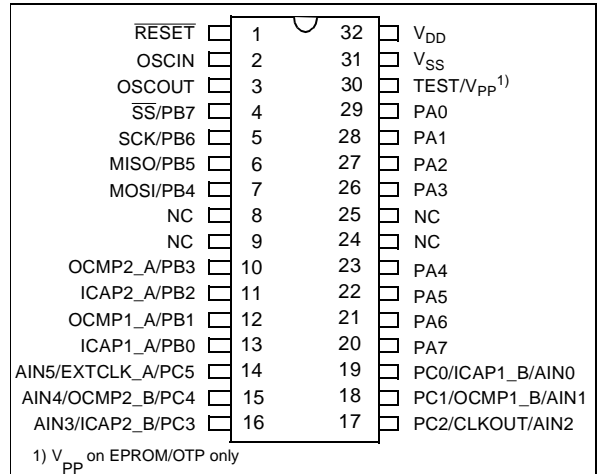 RESET 1 32 VDD
OSCIN 2 31 VSS
OSCOUT 3 30 TEST/VPP1)
SS/PB7 4 29 PA0
SCK/PB6 5 28 PA1
MISO/PB5 6 27 PA2
MOSI/PB4 7 26 PA3
NC 8 25 NC
NC 9 24 NC
OCMP2_A/PB3 10 23 PA4
ICAP2_A/PB2 11 22 PA5
OCMP1_A/PB1 12 21 PA6
ICAP1_A/PB0 13 20 PA7
AIN5/EXTCLK_A/PC5 14 19 PC0/ICAP1_B/AIN0
AIN4/OCMP2_B/PC4 15 18 PC1/OCMP1_B/AIN1
AIN3/ICAP2_B/PC3 16 17 PC2/CLKOUT/AIN2
1) VPP on EPROM/OTP only